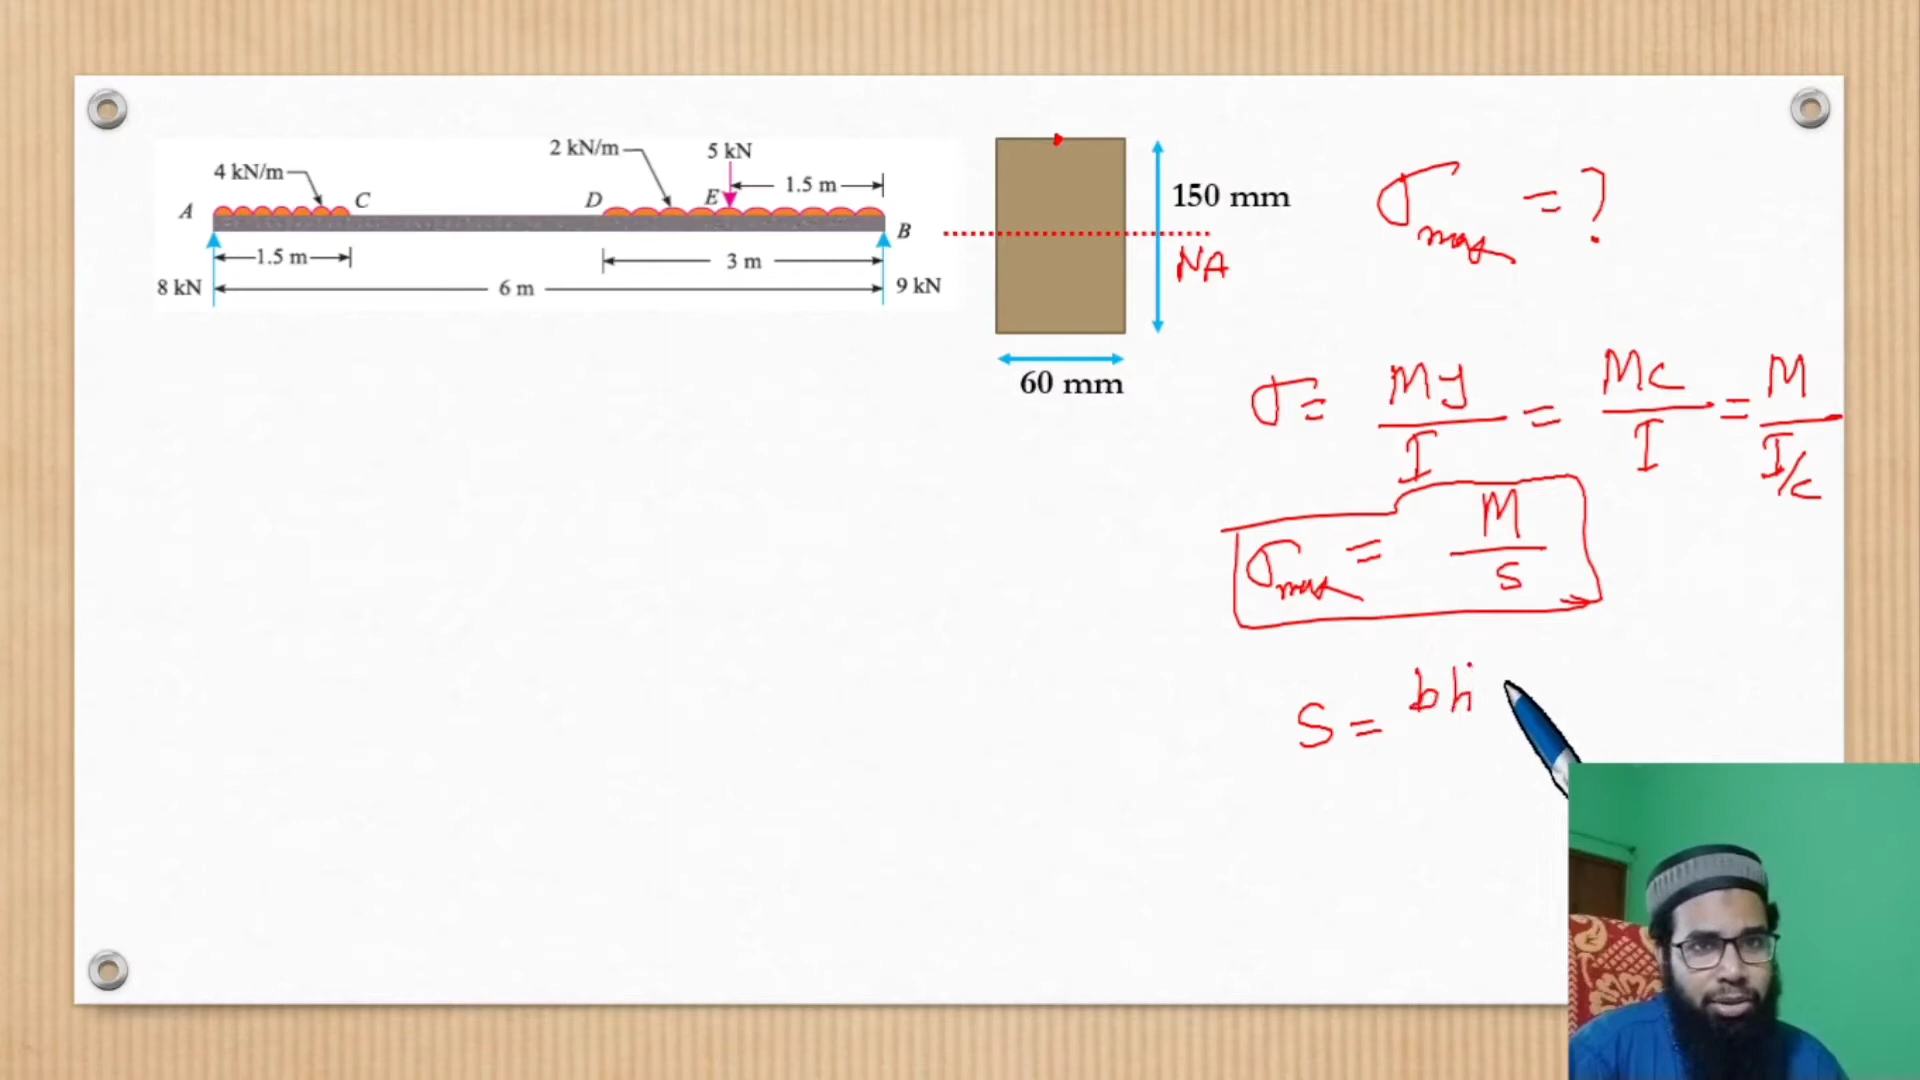 2 kN/m
5 kN
4 kN/m
1.5 m
A
C
D
E
B
1.5 m
3 m
8 kN
6 m
9 kN
150 mm
NA
60 mm
σmax = ?
σ = My/I = Mc/I = M/I/c
σmax = M/S
S = bh